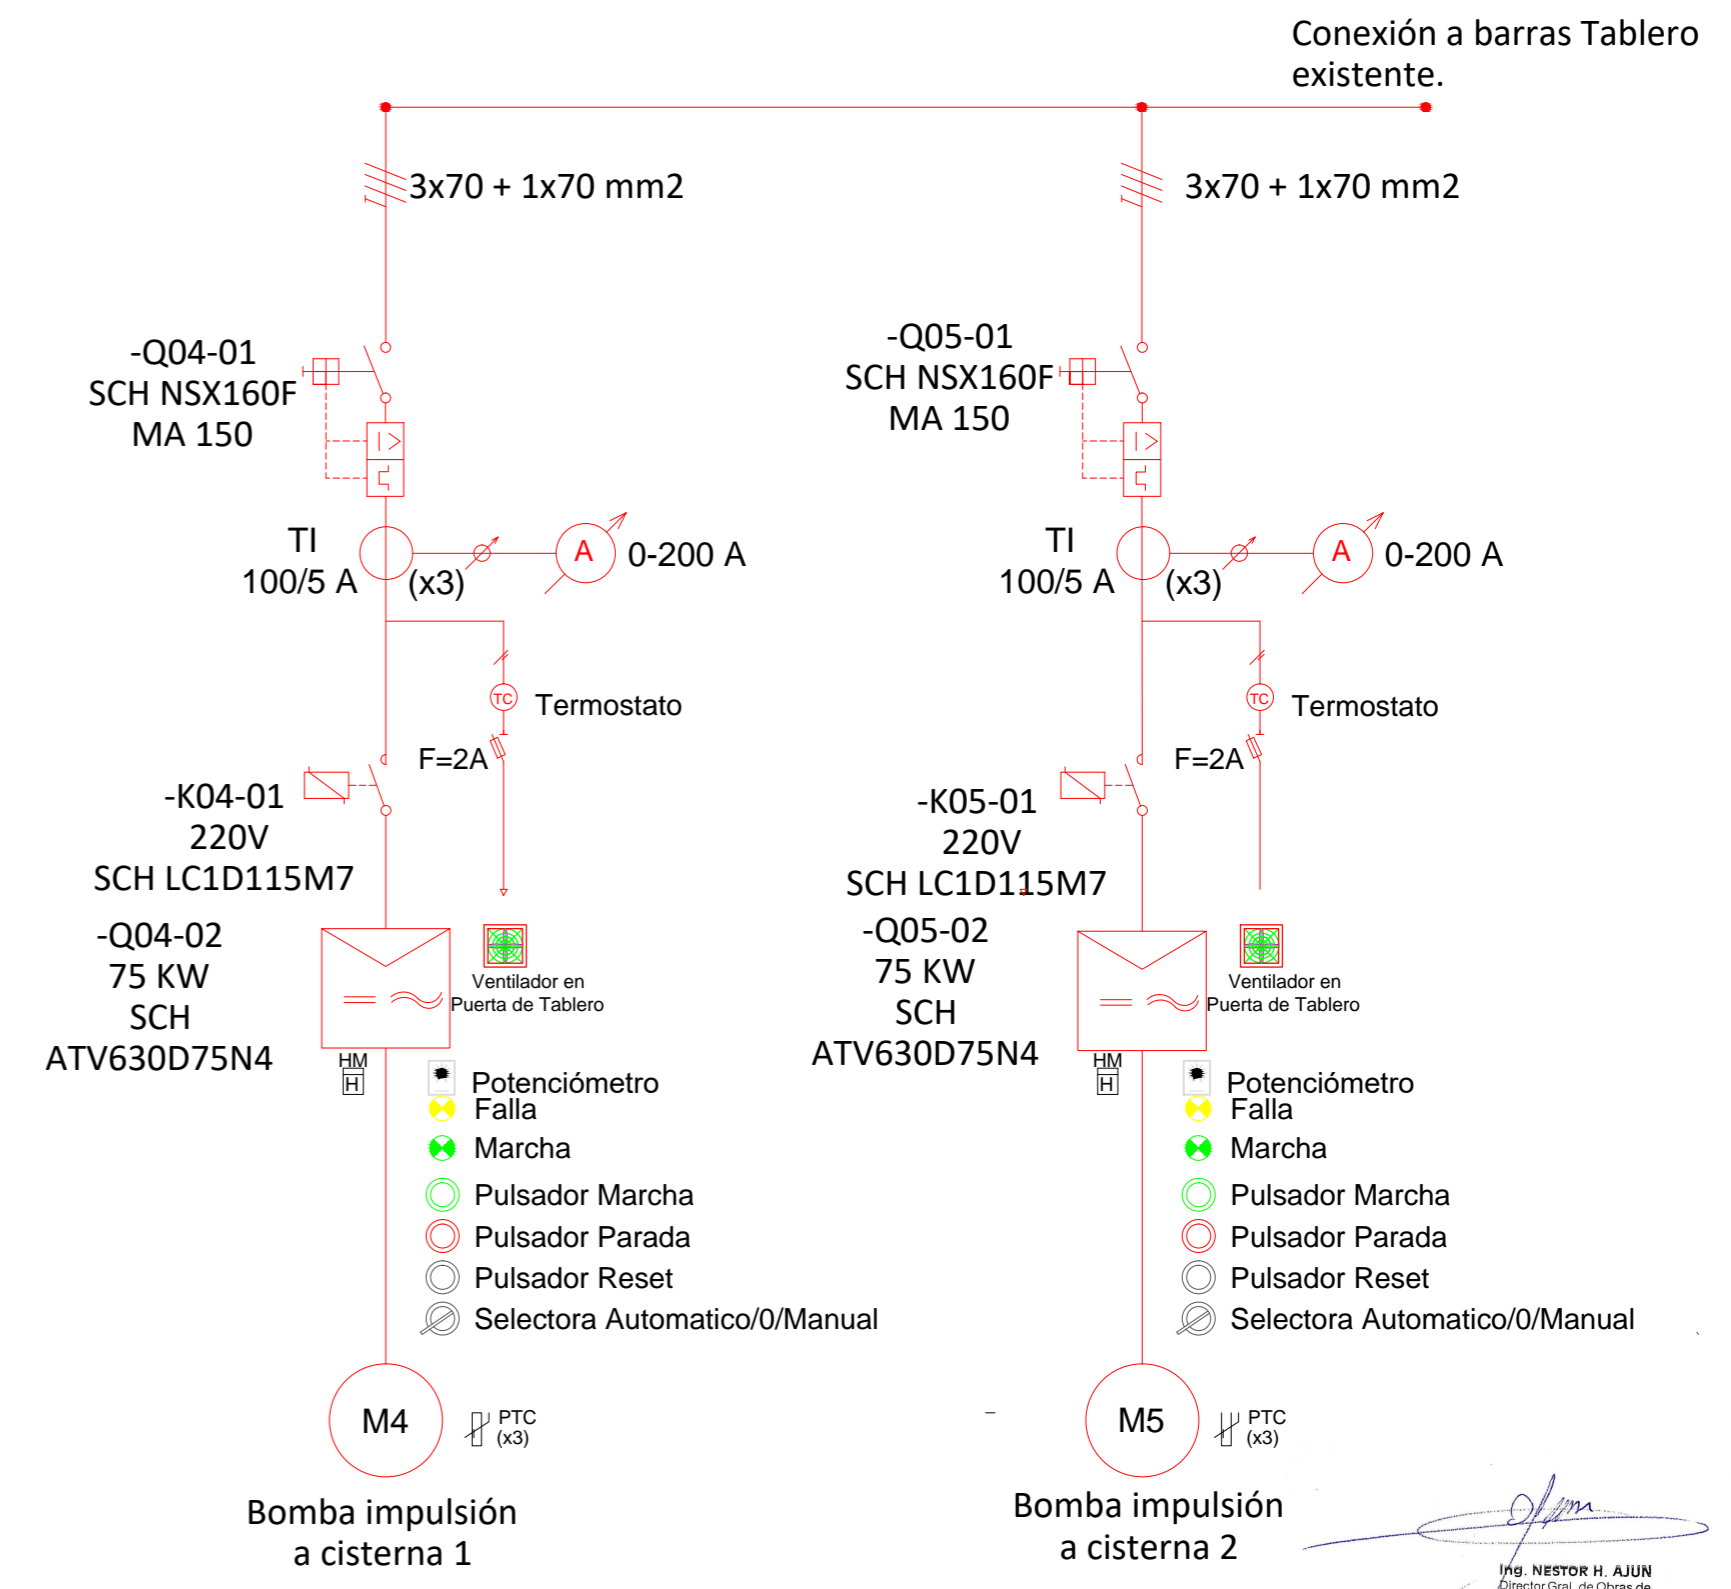 Conexión a barras Tablero
existente.
3x70 + 1x70 mm2
3x70 + 1x70 mm2
-Q04-01
SCH NSX160F
MA 150
-Q05-01
SCH NSX160F
MA 150
TI
100/5 A
(x3)
A
0-200 A
TI
100/5 A
(x3)
A
0-200 A
TC
Termostato
F=2A
TC
Termostato
F=2A
-K04-01
220V
SCH LC1D115M7
-K05-01
220V
SCH LC1D115M7
-Q04-02
75 KW
SCH
ATV630D75N4
Ventilador en
Puerta de Tablero
-Q05-02
75 KW
SCH
ATV630D75N4
Ventilador en
Puerta de Tablero
HM
H
Potenciómetro
Falla
Marcha
Pulsador Marcha
Pulsador Parada
Pulsador Reset
Selectora Automatico/0/Manual
HM
H
Potenciómetro
Falla
Marcha
Pulsador Marcha
Pulsador Parada
Pulsador Reset
Selectora Automatico/0/Manual
M4
PTC
(x3)
M5
PTC
(x3)
Bomba impulsión
a cisterna 1
Bomba impulsión
a cisterna 2
Ing. NESTOR H. AJUN
Director Gral. de Obras de